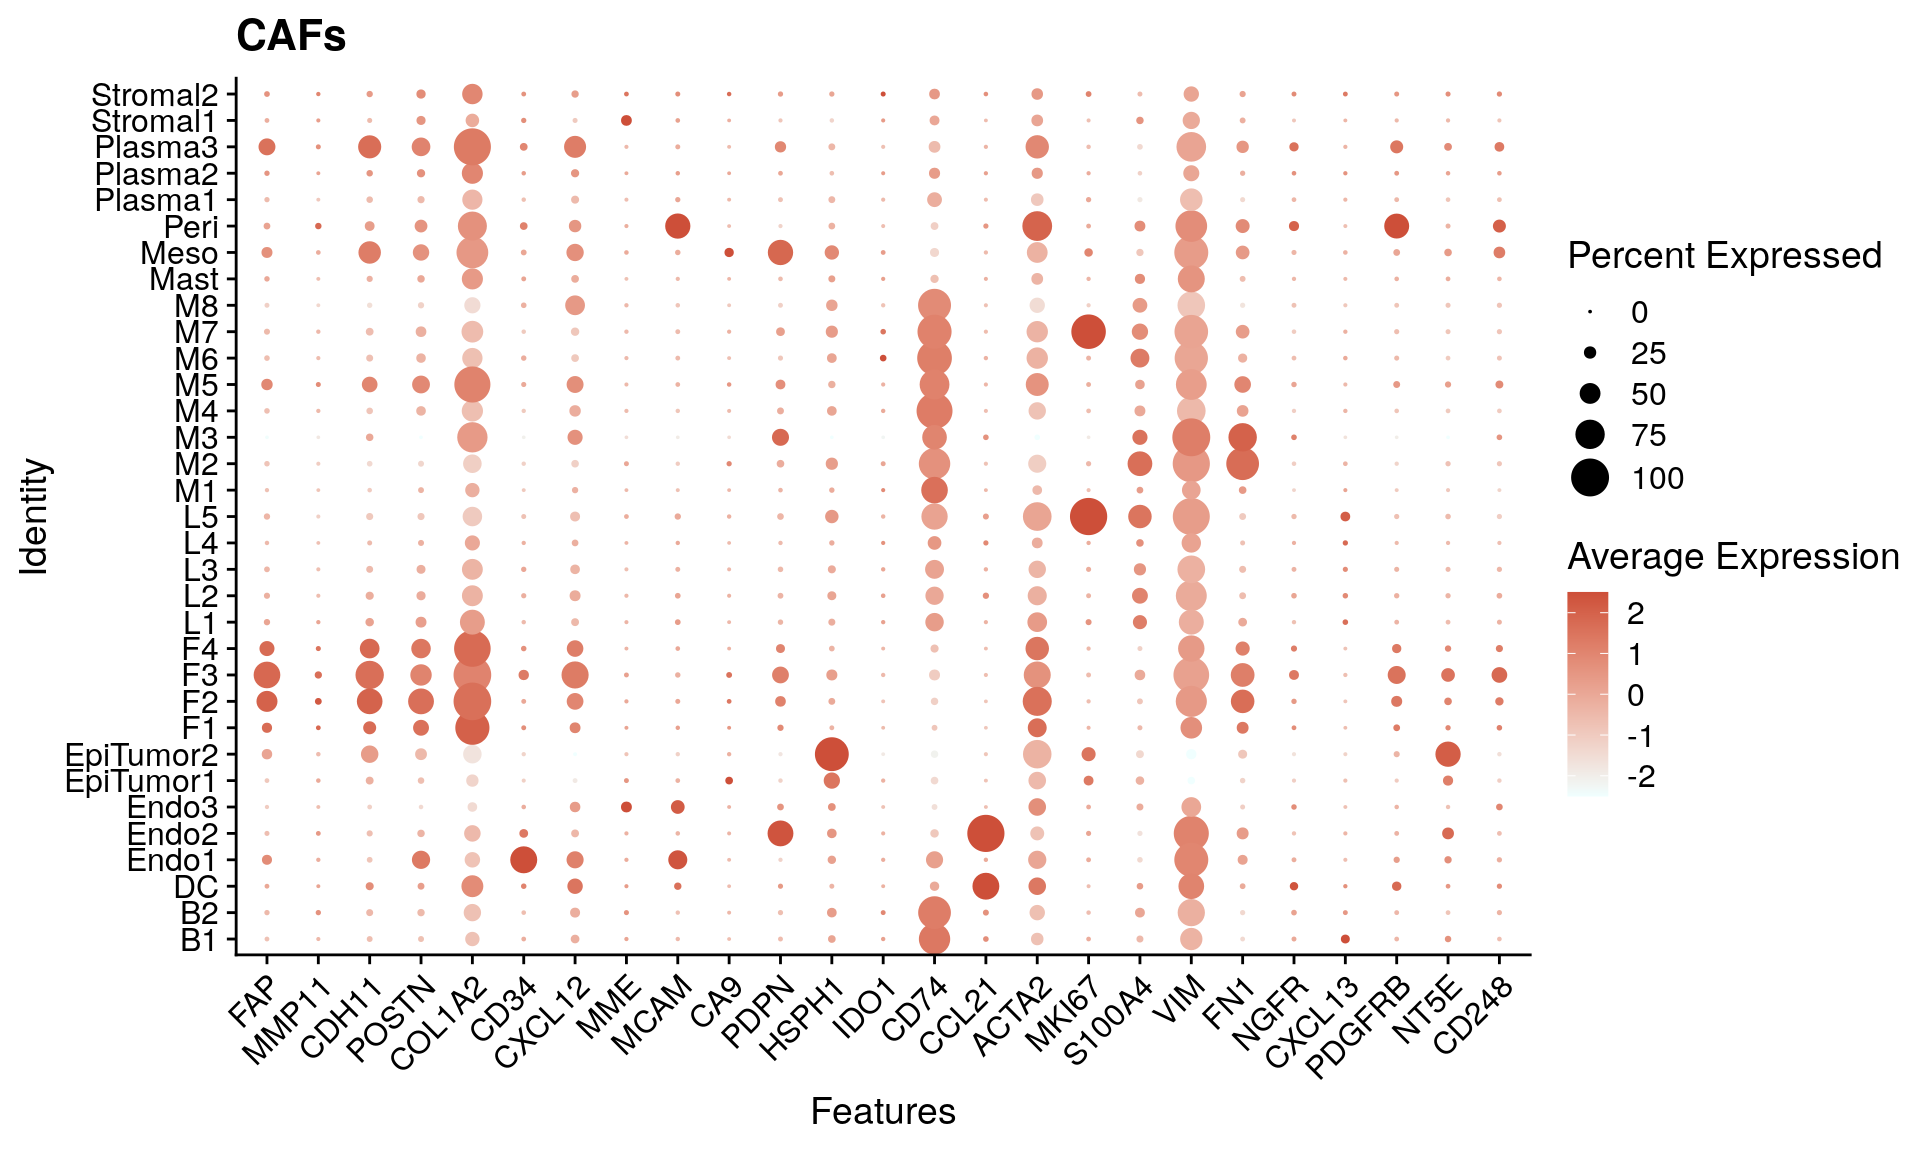 CAFs
Identity
Stromal2
Stromal1
Plasma3
Plasma2
Plasma1
Peri
Meso
Mast
M8
M7
M6
M5
M4
M3
M2
M1
L5
L4
L3
L2
L1
F4
F3
F2
F1
EpiTumor2
EpiTumor1
Endo3
Endo2
Endo1
DC
B2
B1
FAP
MMP11
CDH11
POSTN
COL1A2
CD34
CXCL12
MME
MCAM
CA9
PDPN
HSPH1
IDO1
CD74
CCL21
ACTA2
MKI67
S100A4
VIM
FN1
NGFR
CXCL13
PDGFRB
NT5E
CD248
Features
Percent Expressed
0
25
50
75
100
Average Expression
2
1
0
-1
-2